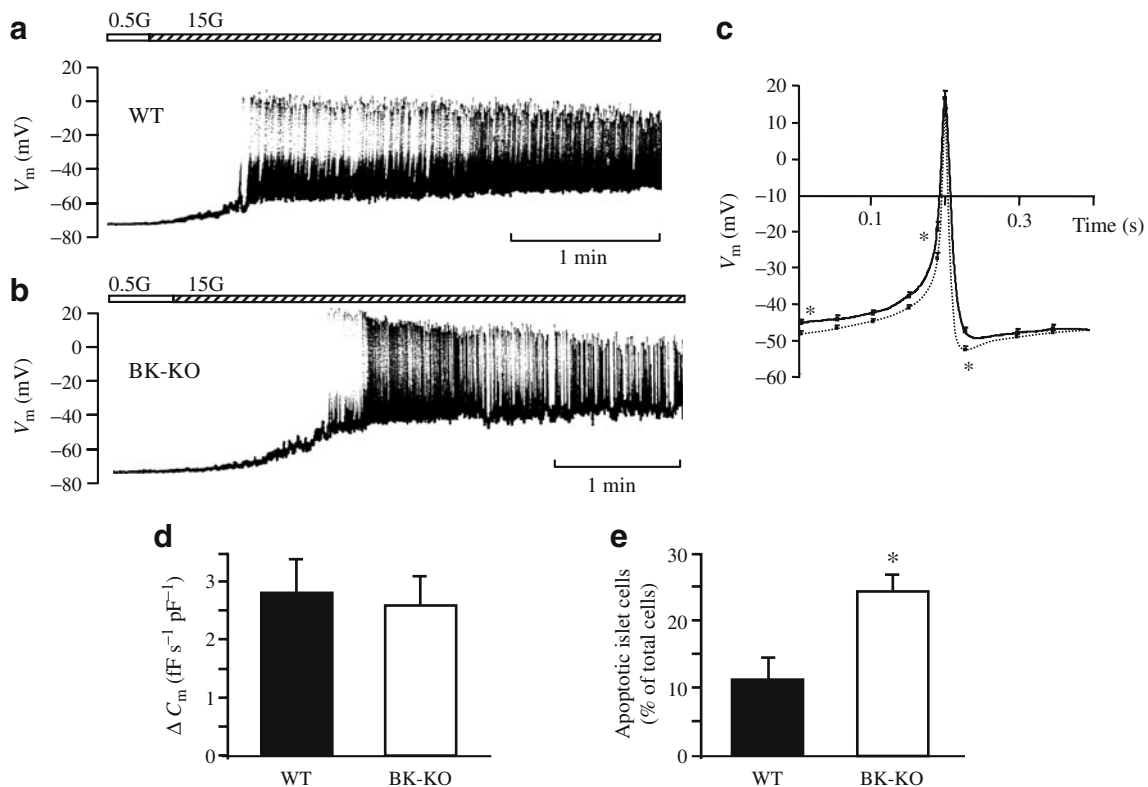 a
0.5G 15G
20
0
−20
−40
−60
−80
V_m (mV)
WT
1 min
b
0.5G 15G
20
0
−20
−40
−60
−80
V_m (mV)
BK-KO
1 min
c
20
10
0
−10
−20
−30
−40
−50
−60
V_m (mV)
0.1 0.3 Time (s)
*
*
*
d
3
2
1
0
Δ C_m (fF s⁻¹ pF⁻¹)
WT BK-KO
e
30
20
10
0
Apoptotic islet cells
(% of total cells)
*
WT BK-KO